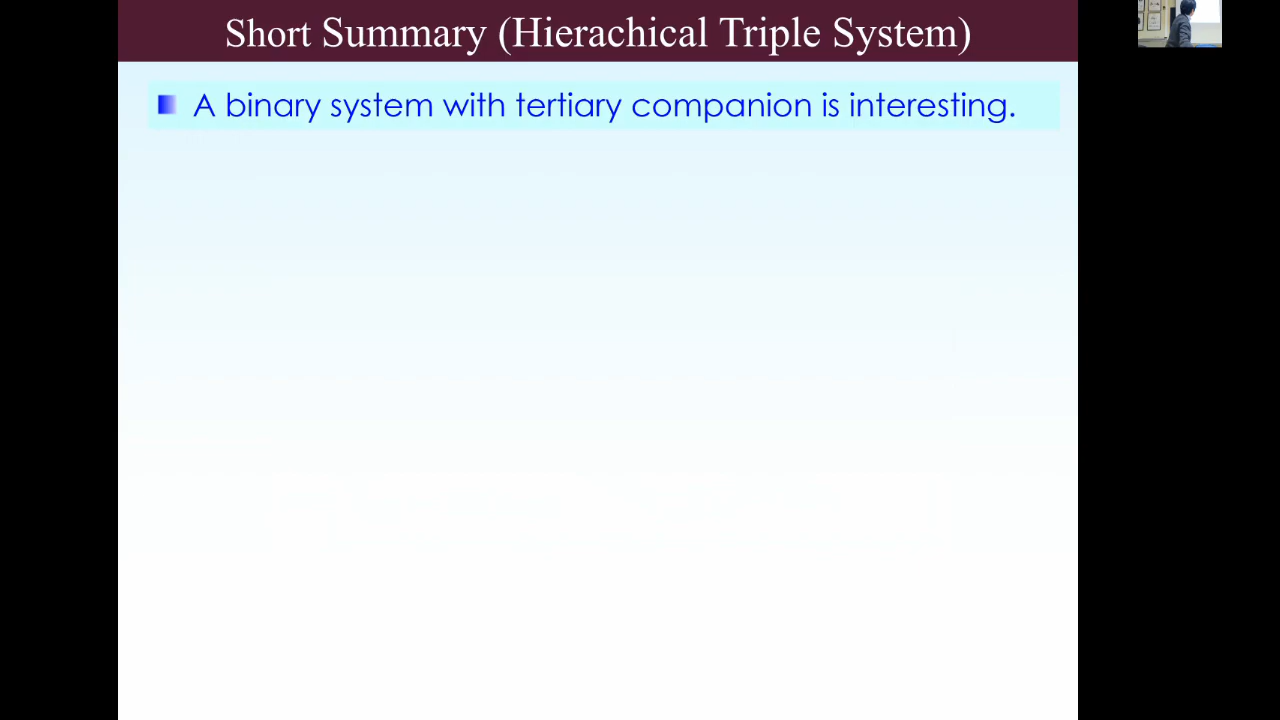 Short Summary (Hierachical Triple System)
A binary system with tertiary companion is interesting.